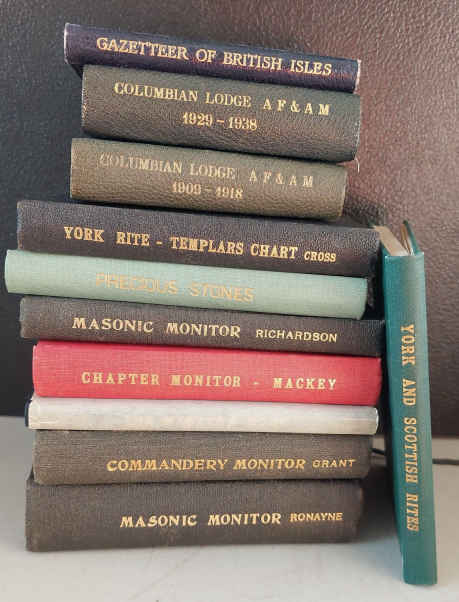 GAZETTEER OF BRITISH ISLES
COLUMBIAN LODGE A F & A M
1929 - 1938
COLUMBIAN LODGE A F & A M
1909 - 1918
YORK RITE - TEMPLARS CHART CROSS
PRECIOUS STONES
MASONIC MONITOR RICHARDSON
CHAPTER MONITOR - MACKEY
COMMANDERY MONITOR GRANT
MASONIC MONITOR RONAYNE
YORK AND SCOTTISH RITES